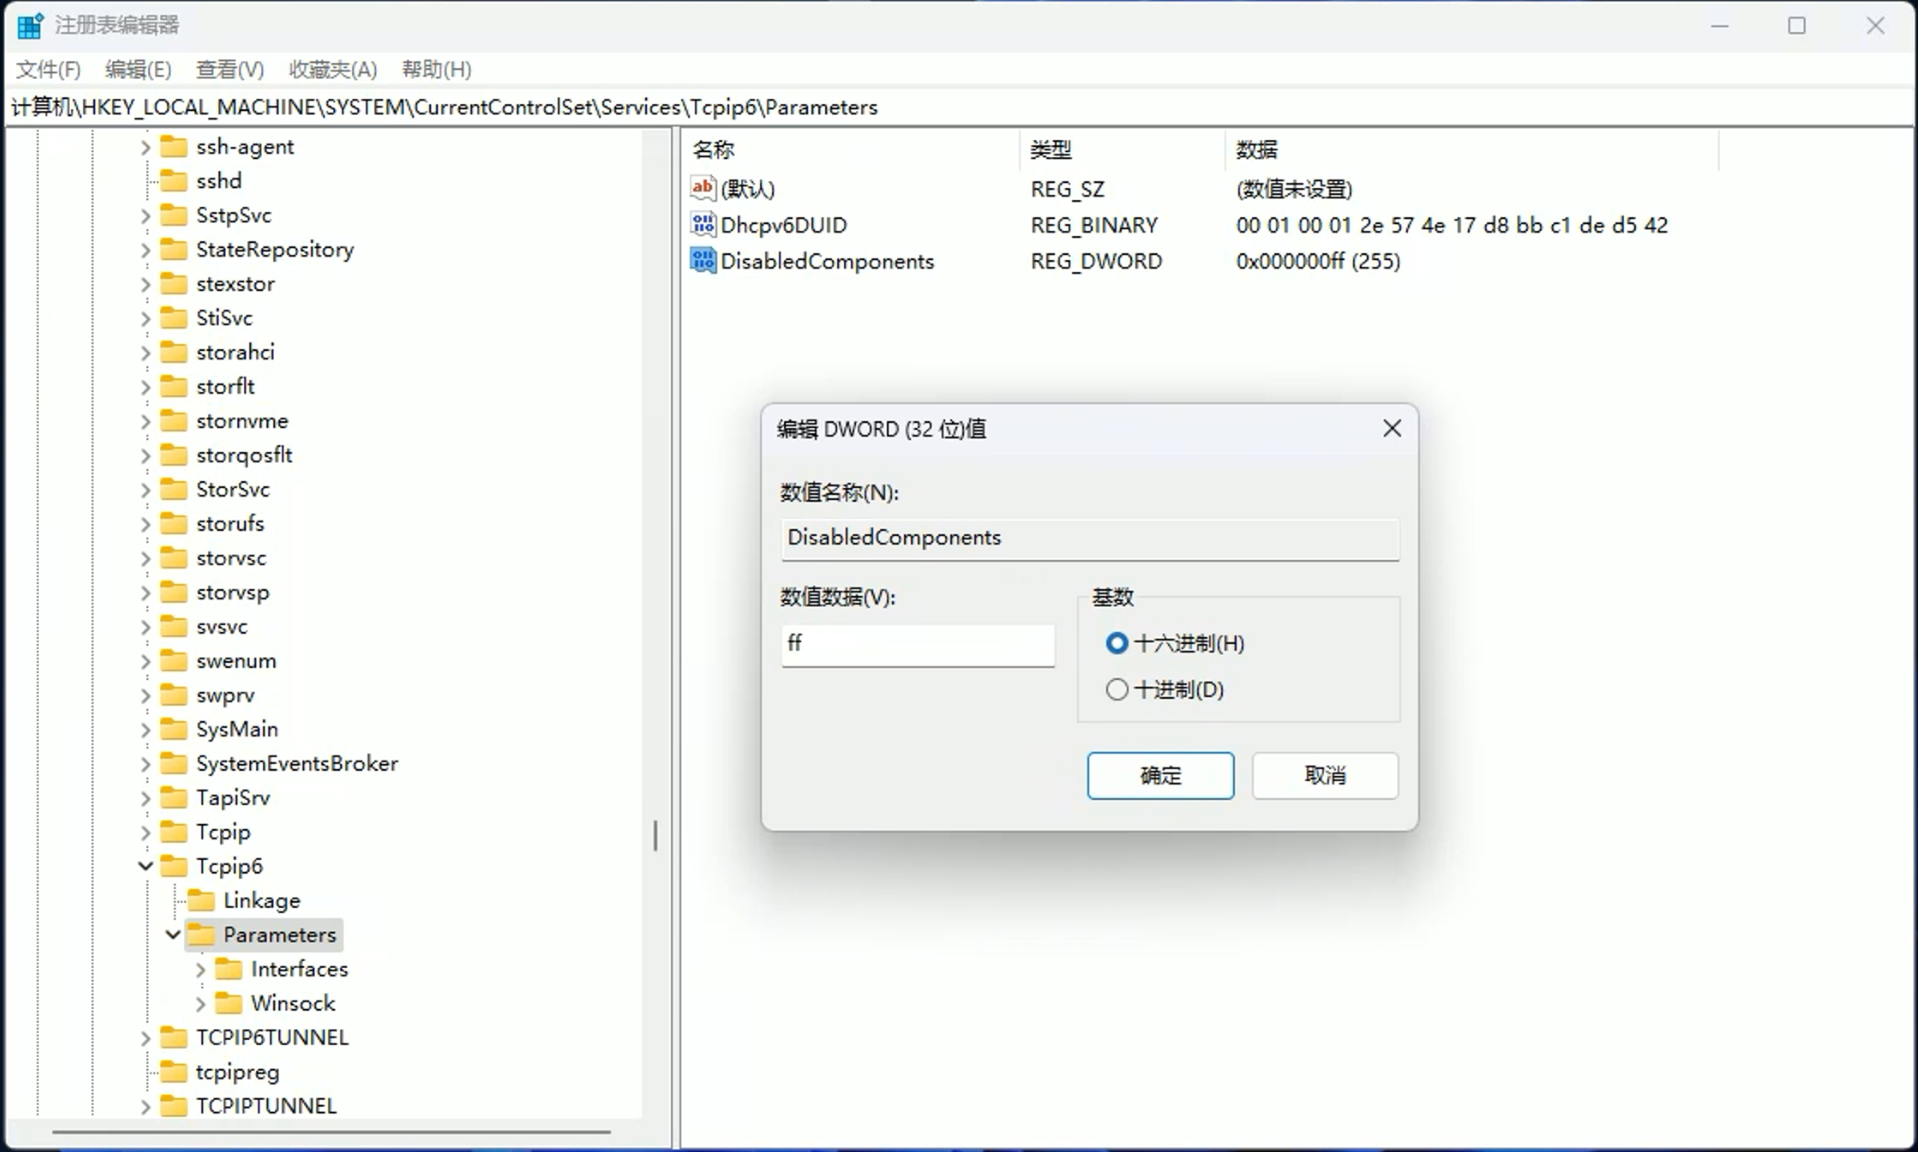 注册表编辑器
文件(F) 编辑(E) 查看(V) 收藏夹(A) 帮助(H)
计算机\HKEY_LOCAL_MACHINE\SYSTEM\CurrentControlSet\Services\Tcpip6\Parameters
ssh-agent
sshd
SstpSvc
StateRepository
stexstor
StiSvc
storahci
storflt
stornvme
storqosflt
StorSvc
storufs
storvsc
storvsp
svsvc
swenum
swprv
SysMain
SystemEventsBroker
TapiSrv
Tcpip
Tcpip6
Linkage
Parameters
Interfaces
Winsock
TCPIP6TUNNEL
tcpipreg
TCPIPTUNNEL
名称 类型 数据
(默认) REG_SZ (数值未设置)
Dhcpv6DUID REG_BINARY 00 01 00 01 2e 57 4e 17 d8 bb c1 de d5 42
DisabledComponents REG_DWORD 0x000000ff (255)
编辑 DWORD (32 位)值
数值名称(N):
DisabledComponents
数值数据(V):
ff
基数
十六进制(H)
十进制(D)
确定 取消